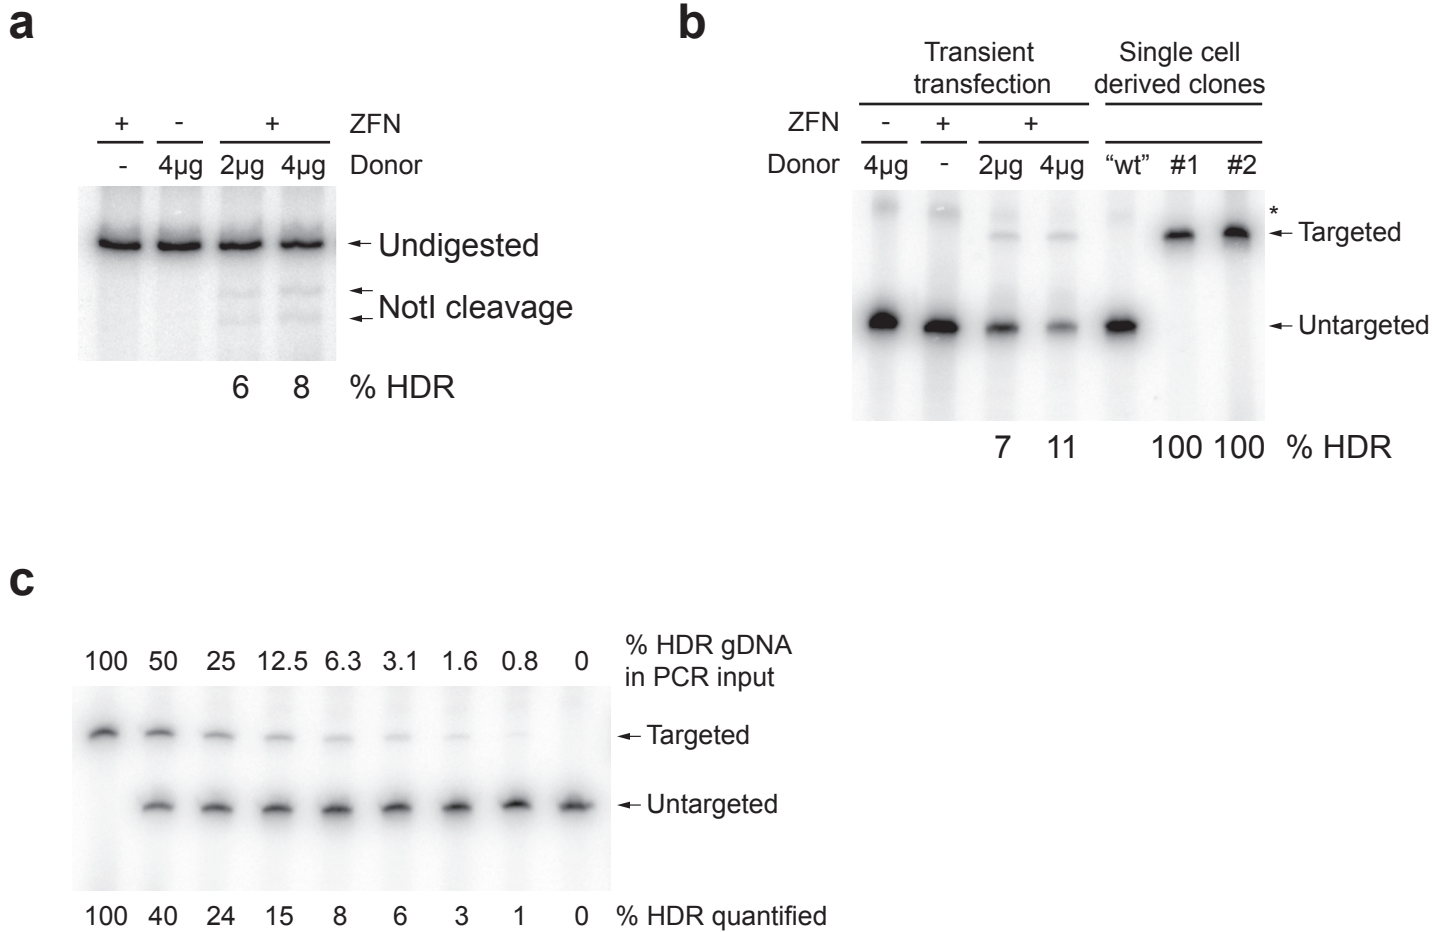 a
+ - + ZFN
- 4µg 2µg 4µg Donor
Undigested
NotI cleavage
6 8 % HDR
b
Transient
transfection
Single cell
derived clones
ZFN - + +
Donor 4µg - 2µg 4µg “wt” #1 #2
*
Targeted
Untargeted
7 11 100 100 % HDR
c
100 50 25 12.5 6.3 3.1 1.6 0.8 0
% HDR gDNA
in PCR input
Targeted
Untargeted
100 40 24 15 8 6 3 1 0 % HDR quantified